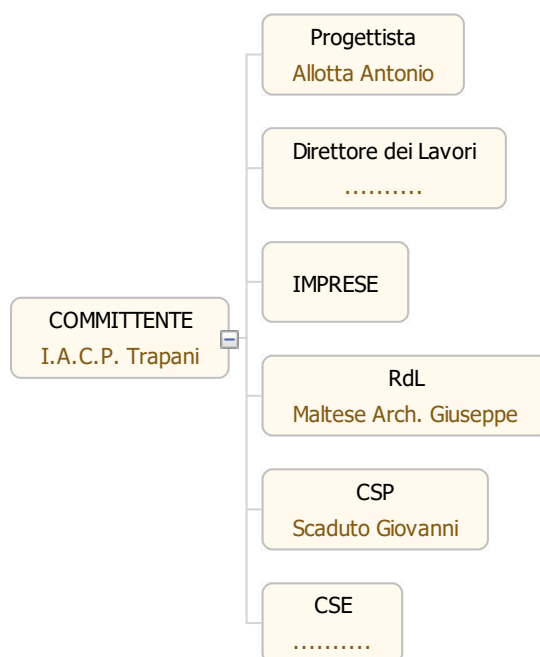 Progettista
Allotta Antonio
Direttore dei Lavori
..........
IMPRESE
COMMITTENTE
I.A.C.P. Trapani
RdL
Maltese Arch. Giuseppe
CSP
Scaduto Giovanni
CSE
..........